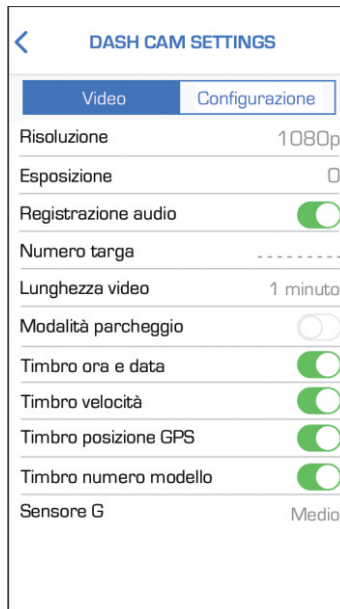 DASH CAM SETTINGS
Video Configurazione
Risoluzione 1080p
Esposizione 0
Registrazione audio
Numero targa ---------
Lunghezza video 1 minuto
Modalità parcheggio
Timbro ora e data
Timbro velocità
Timbro posizione GPS
Timbro numero modello
Sensore G Medio